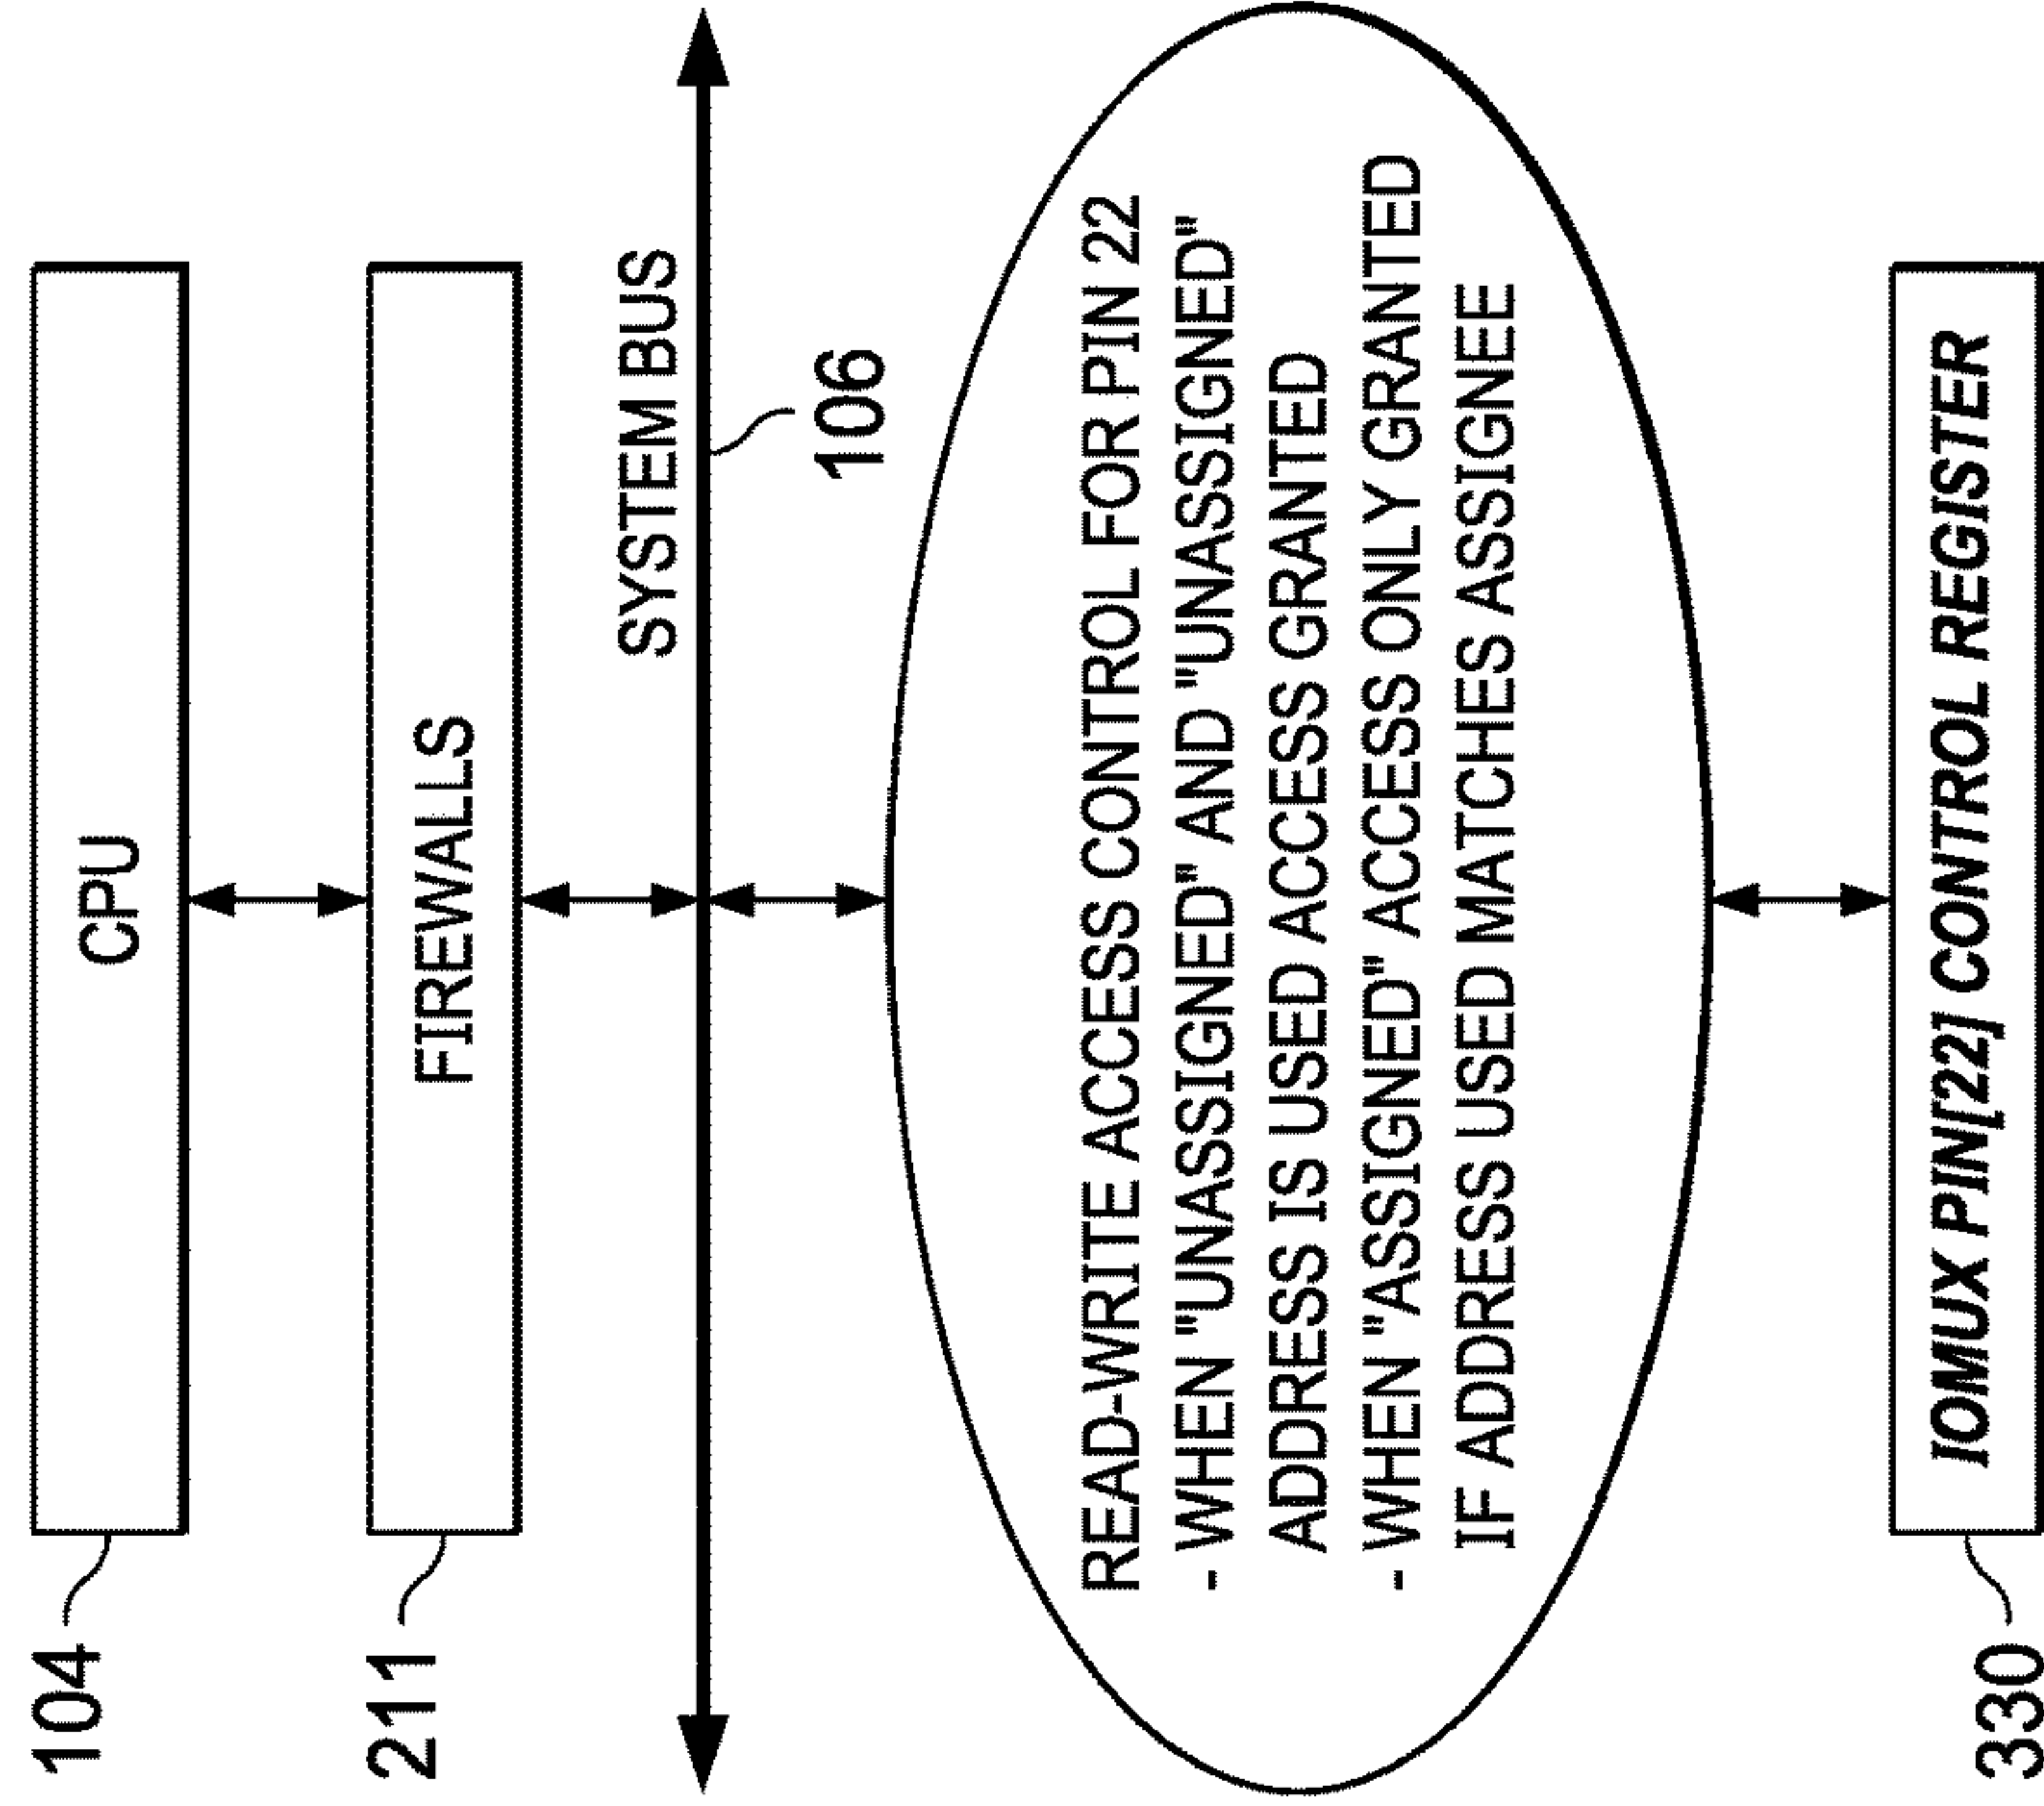 104
CPU
211
FIREWALLS
SYSTEM BUS
106
READ-WRITE ACCESS CONTROL FOR PIN 22
- WHEN "UNASSIGNED" AND "UNASSIGNED"
ADDRESS IS USED ACCESS GRANTED
- WHEN "ASSIGNED" ACCESS ONLY GRANTED
IF ADDRESS USED MATCHES ASSIGNEE
330
IOMUX PIN[22] CONTROL REGISTER